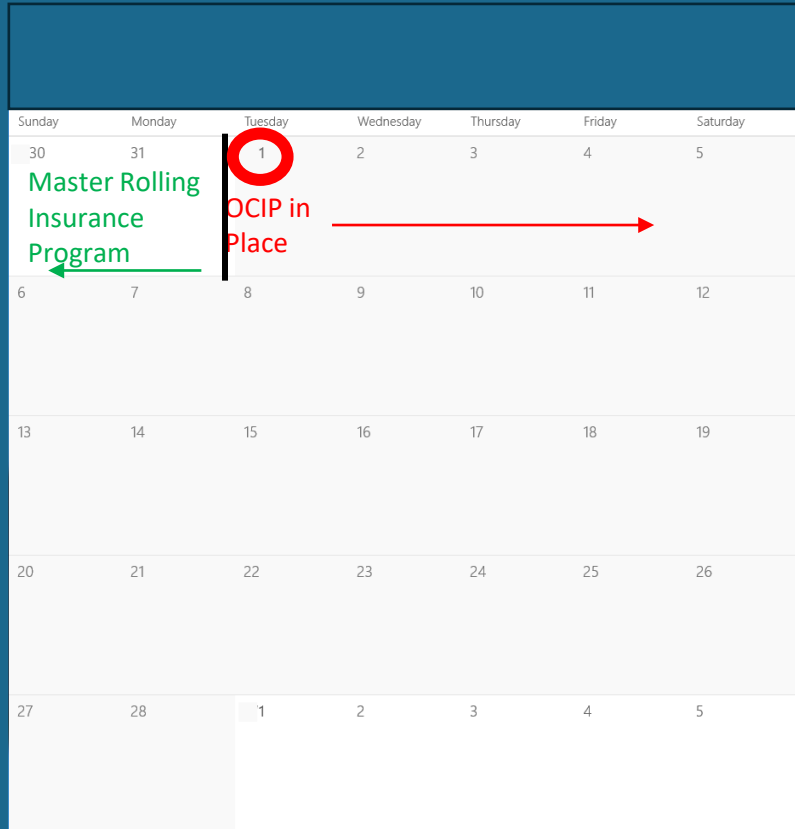 Sunday Monday Tuesday Wednesday Thursday Friday Saturday
30 31 1 2 3 4 5
Master Rolling
Insurance
Program
OCIP in
Place
6 7 8 9 10 11 12
13 14 15 16 17 18 19
20 21 22 23 24 25 26
27 28 1 2 3 4 5